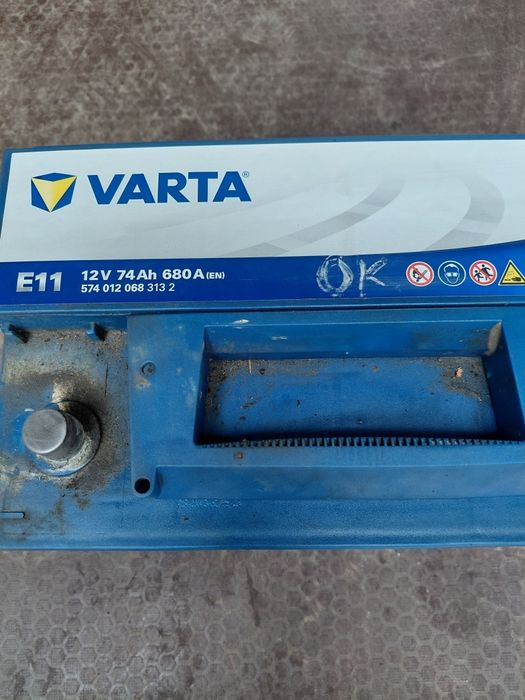 VARTA®
E11 12V 74Ah 680A (EN)
574 012 068 313 2
OK